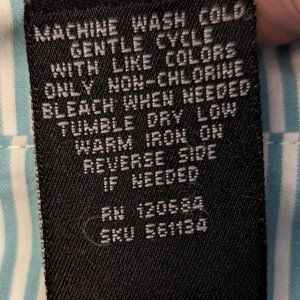 MACHINE WASH COLD
GENTLE CYCLE
WITH LIKE COLORS
ONLY NON-CHLORINE
BLEACH WHEN NEEDED
TUMBLE DRY LOW
WARM IRON ON
REVERSE SIDE
IF NEEDED
RN 120684
SKU 561134